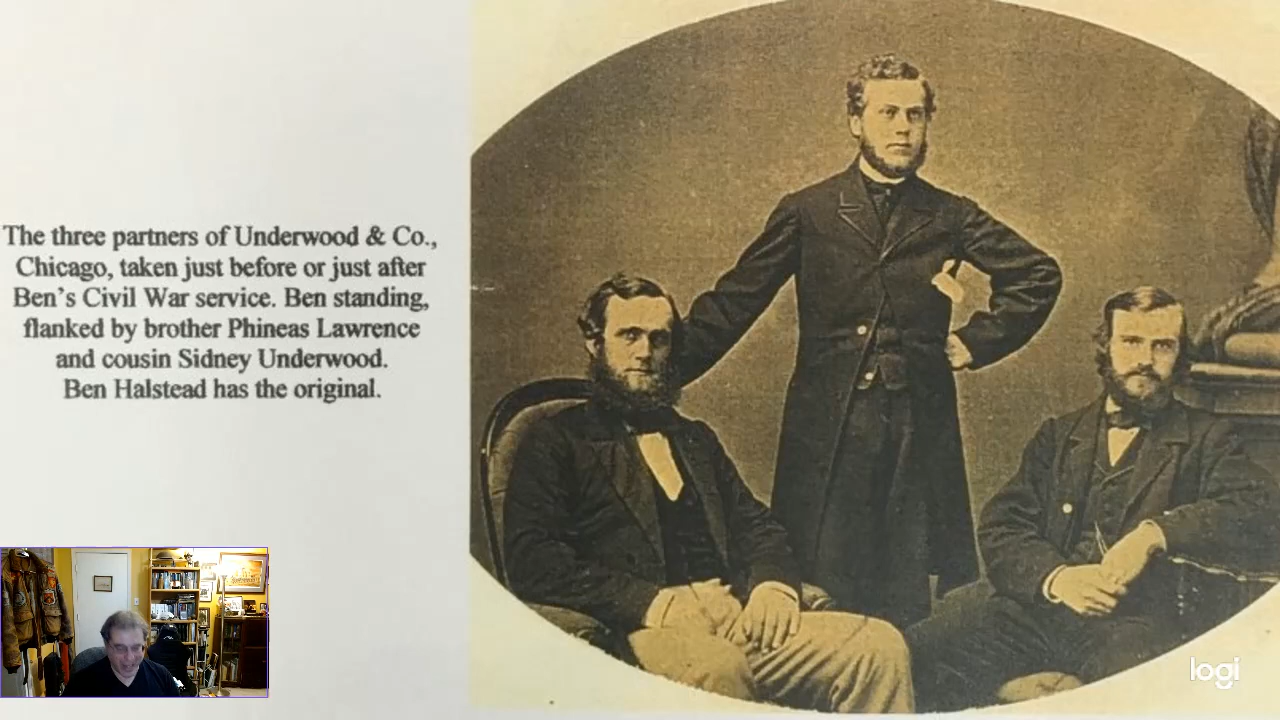 The three partners of Underwood & Co.,
Chicago, taken just before or just after
Ben's Civil War service. Ben standing,
flanked by brother Phineas Lawrence
and cousin Sidney Underwood.
Ben Halstead has the original.
logi